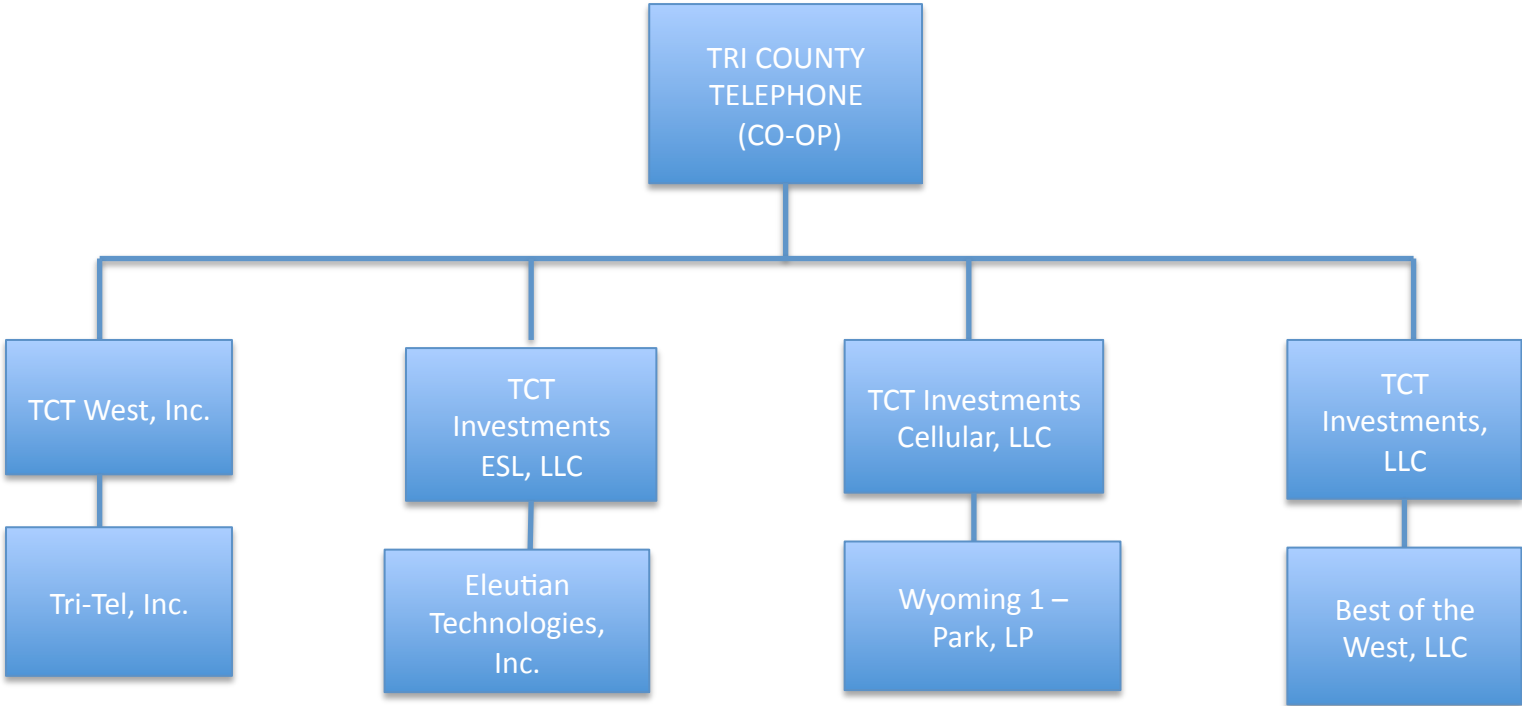 TRI COUNTY
TELEPHONE
(CO-OP)
TCT West, Inc.
TCT
Investments
ESL, LLC
TCT Investments
Cellular, LLC
TCT
Investments,
LLC
Tri-Tel, Inc.
Eleutian
Technologies,
Inc.
Wyoming 1 –
Park, LP
Best of the
West, LLC